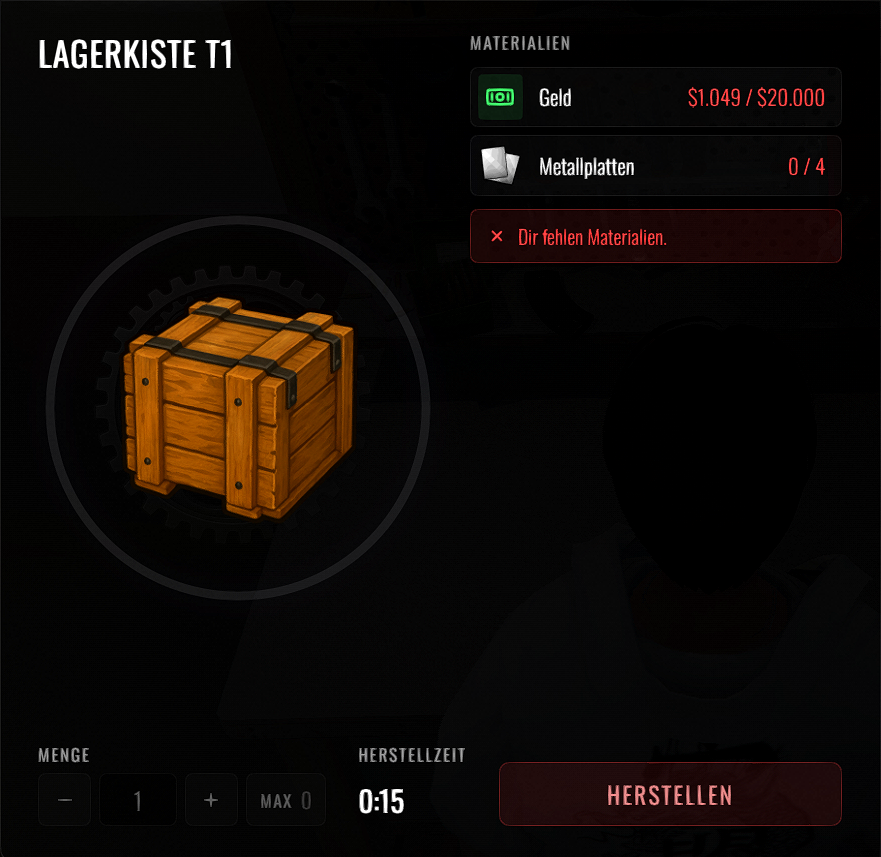 LAGERKISTE T1
MATERIALIEN
Geld $1.049 / $20.000
Metallplatten 0 / 4
× Dir fehlen Materialien.
MENGE
− 1 + MAX 0
HERSTELLZEIT
0:15
HERSTELLEN